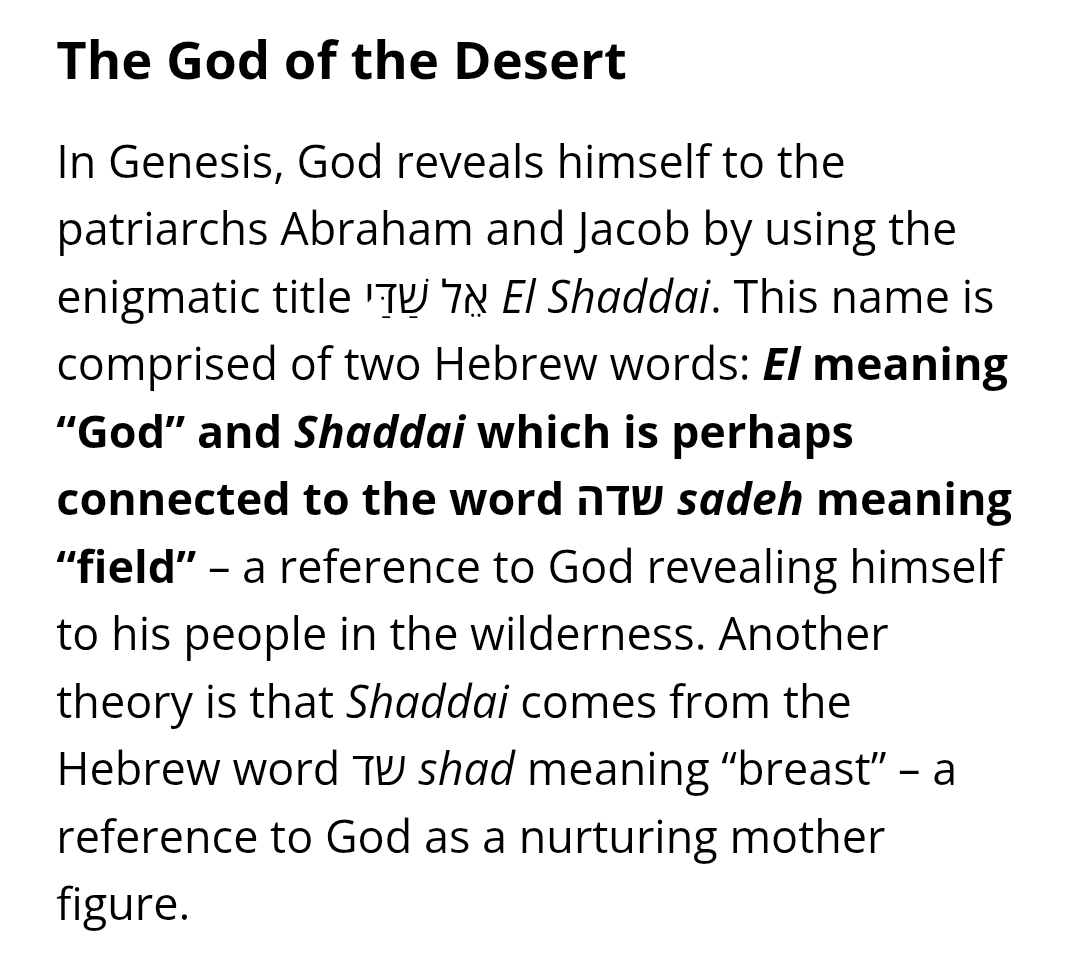 The God of the Desert
In Genesis, God reveals himself to the
patriarchs Abraham and Jacob by using the
enigmatic title אֵל שַׁדַּי El Shaddai. This name is
comprised of two Hebrew words: El meaning
“God” and Shaddai which is perhaps
connected to the word שדה sadeh meaning
“field” – a reference to God revealing himself
to his people in the wilderness. Another
theory is that Shaddai comes from the
Hebrew word שד shad meaning “breast” – a
reference to God as a nurturing mother
figure.